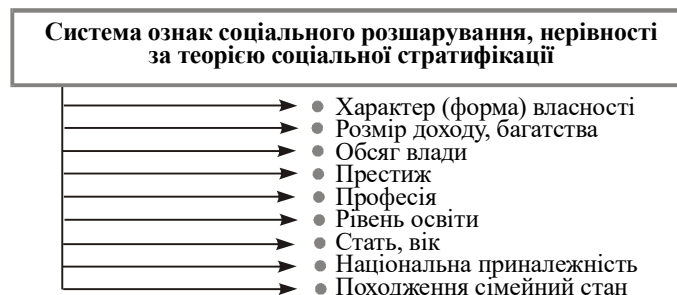 Система ознак соціального розшарування, нерівності
за теорією соціальної стратифікації
Характер (форма) власності
Розмір доходу, багатства
Обсяг влади
Престиж
Професія
Рівень освіти
Стать, вік
Національна приналежність
Походження сімейний стан